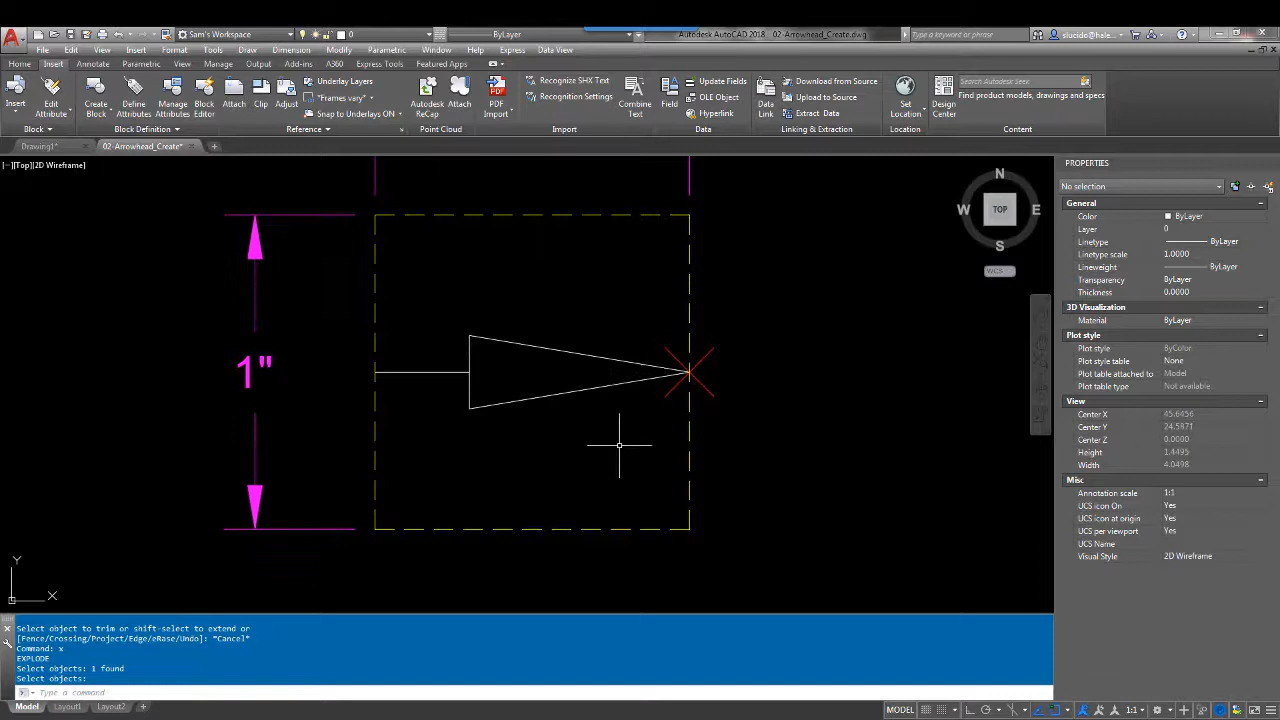 Sam's Workspace
0
ByLayer
Autodesk AutoCAD 2018 02-Arrowhead_Create.dwg
Type a keyword or phrase
slucido@hale...
File Edit View Insert Format Tools Draw Dimension Modify Parametric Window Help Express Data View
Home Insert Annotate Parametric View Manage Output Add-ins A360 Express Tools Featured Apps
Insert
Edit Attribute
Create Block
Define Attributes
Manage Attributes
Block Editor
Attach
Clip
Adjust
Underlay Layers
*Frames vary*
Snap to Underlays ON
Autodesk ReCap
Attach
PDF Import
Recognize SHX Text
Recognition Settings
Combine Text
Field
Update Fields
OLE Object
Hyperlink
Data Link
Download from Source
Upload to Source
Extract Data
Set Location
Design Center
Search Autodesk Seek
Find product models, drawings and specs
Block
Block Definition
Reference
Point Cloud
Import
Data
Linking & Extraction
Location
Content
Drawing1*
02-Arrowhead_Create*
[−][Top][2D Wireframe]
N
W
TOP
E
S
WCS
1"
Y
X
PROPERTIES
No selection
General
Color ByLayer
Layer 0
Linetype ByLayer
Linetype scale 1.0000
Lineweight ByLayer
Transparency ByLayer
Thickness 0.0000
3D Visualization
Material ByLayer
Plot style
Plot style ByColor
Plot style table None
Plot table attached to Model
Plot table type Not available
View
Center X 45.6456
Center Y 24.5971
Center Z 0.0000
Height 1.4495
Width 4.0498
Misc
Annotation scale 1:1
UCS icon On Yes
UCS icon at origin Yes
UCS per viewport Yes
UCS Name
Visual Style 2D Wireframe
Select object to trim or shift-select to extend or
[Fence/Crossing/Project/Edge/eRase/Undo]: *Cancel*
Command: x
EXPLODE
Select objects: 1 found
Select objects:
Type a command
Model Layout1 Layout2 +
MODEL
1:1